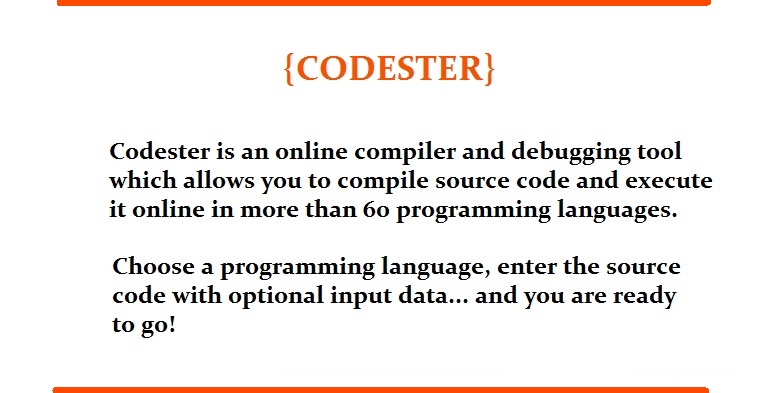 {CODESTER}
Codester is an online compiler and debugging tool
which allows you to compile source code and execute
it online in more than 60 programming languages.
Choose a programming language, enter the source
code with optional input data... and you are ready
to go!